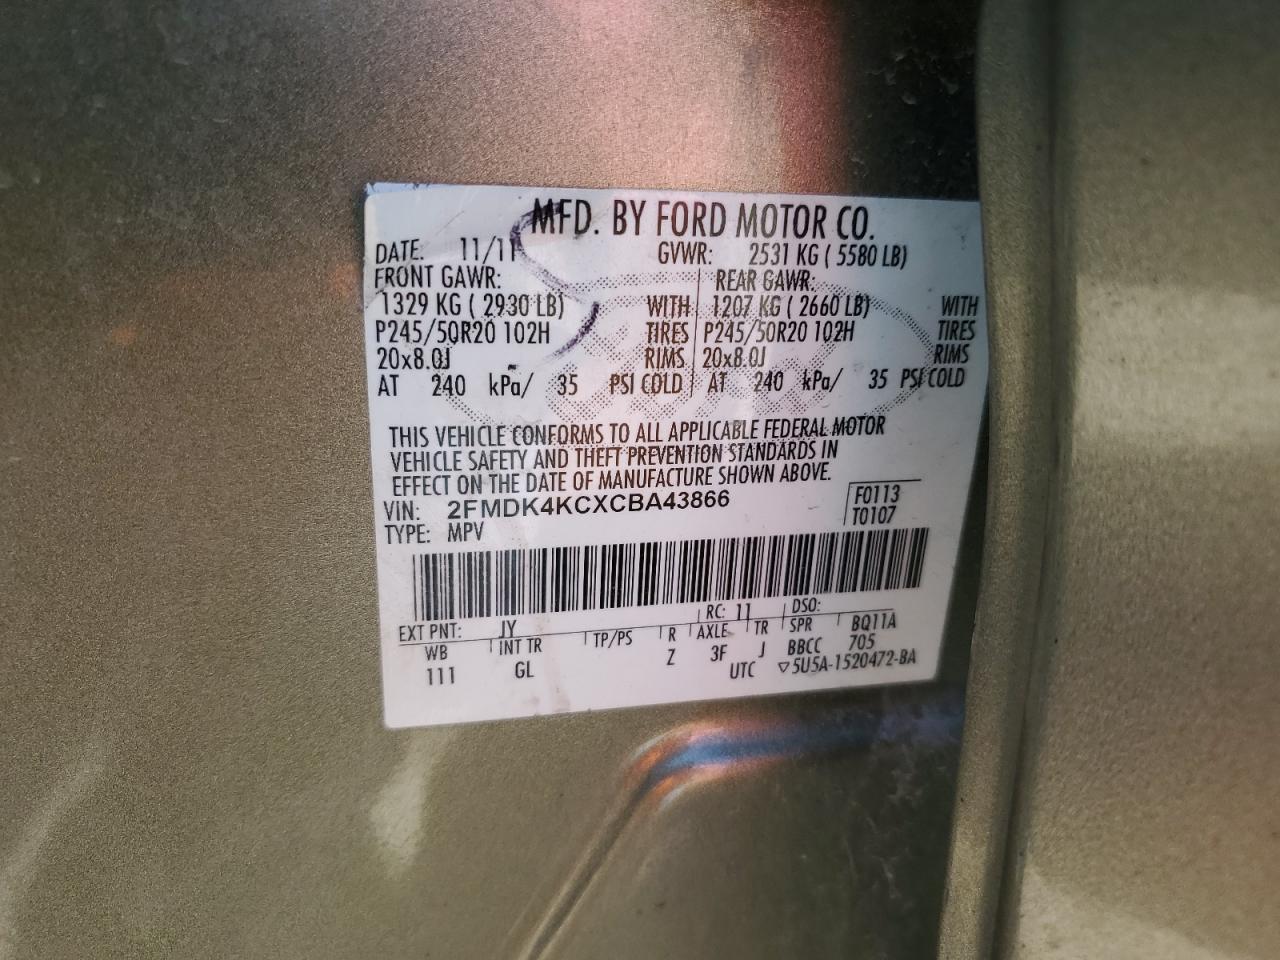 MFD. BY FORD MOTOR CO.
DATE: 11/11 GVWR: 2531 KG ( 5580 LB)
FRONT GAWR: REAR GAWR:
1329 KG ( 2930 LB) WITH 1207 KG ( 2660 LB) WITH
P245/50R20 102H TIRES P245/50R20 102H TIRES
20x8.0J RIMS 20x8.0J RIMS
AT 240 kPa/ 35 PSI COLD AT 240 kPa/ 35 PSI COLD
THIS VEHICLE CONFORMS TO ALL APPLICABLE FEDERAL MOTOR
VEHICLE SAFETY AND THEFT PREVENTION STANDARDS IN
EFFECT ON THE DATE OF MANUFACTURE SHOWN ABOVE.
VIN: 2FMDK4KCXCBA43866 F0113
TYPE: MPV T0107
EXT PNT: JY RC: 11 DSO:
WB INT TR TP/PS R AXLE TR SPR BQ11A
111 GL Z 3F J BBCC 705
UTC ▽5U5A-1520472-BA